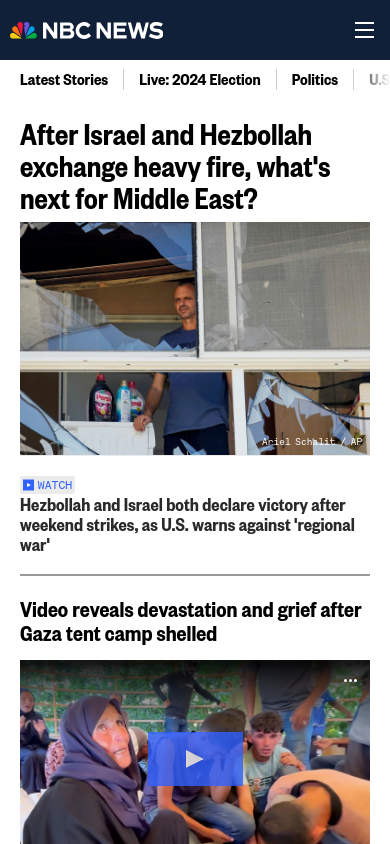 NBC NEWS
Latest Stories
Live: 2024 Election
Politics
U.S
After Israel and Hezbollah
exchange heavy fire, what's
next for Middle East?
Persil
Ariel Schalit / AP
WATCH
Hezbollah and Israel both declare victory after
weekend strikes, as U.S. warns against 'regional
war'
Video reveals devastation and grief after
Gaza tent camp shelled